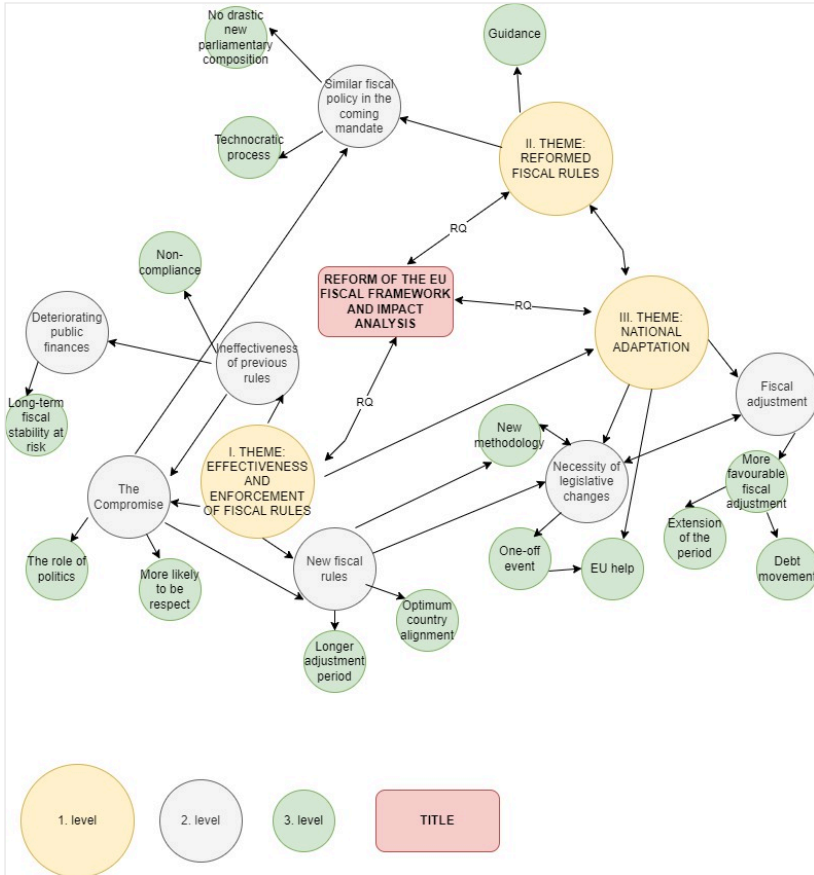 No drastic
new
parliamentary
composition
Guidance
Similar fiscal
policy in the
coming
mandate
Technocratic
process
II. THEME:
REFORMED
FISCAL RULES
RQ
Non-
compliance
REFORM OF THE EU
FISCAL FRAMEWORK
AND IMPACT
ANALYSIS
RQ
III. THEME:
NATIONAL
ADAPTATION
Deteriorating
public
finances
Ineffectiveness
of previous
rules
Fiscal
adjustment
Long-term
fiscal
stability at
risk
RQ
New
methodology
I. THEME:
EFFECTIVENESS
AND
ENFORCEMENT
OF FISCAL RULES
Necessity of
legislative
changes
More
favourable
fiscal
adjustment
The
Compromise
Extension of the
period
The role of
politics
More likely
to be
respect
New fiscal
rules
One-off
event
EU help
Debt
movement
Optimum
country
alignment
Longer
adjustment
period
1. level
2. level
3. level
TITLE